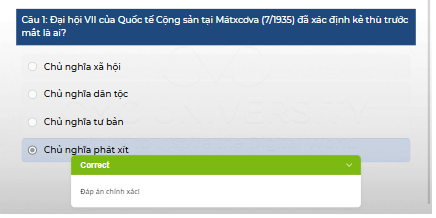 Câu 1: Đại hội VII của Quốc tế Cộng sản tại Mátxcơva (7/1935) đã xác định kẻ thù trước
mắt là ai?
Chủ nghĩa xã hội
Chủ nghĩa dân tộc
Chủ nghĩa tư bản
Chủ nghĩa phát xít
Correct
Đáp án chính xác!